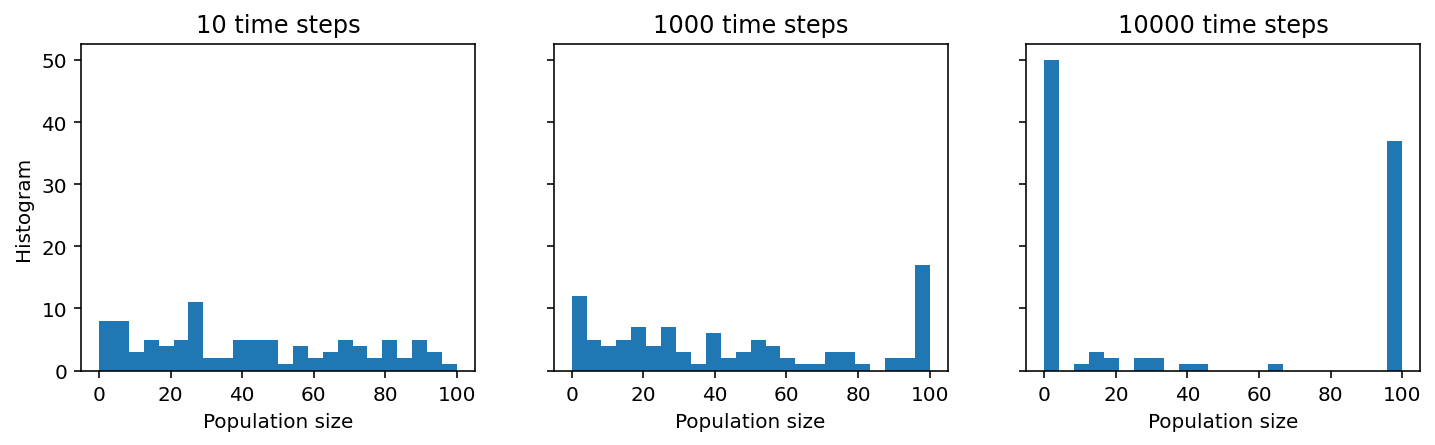 10 time steps
1000 time steps
10000 time steps
50
40
30
20
10
0
Histogram
0 20 40 60 80 100
0 20 40 60 80 100
0 20 40 60 80 100
Population size
Population size
Population size